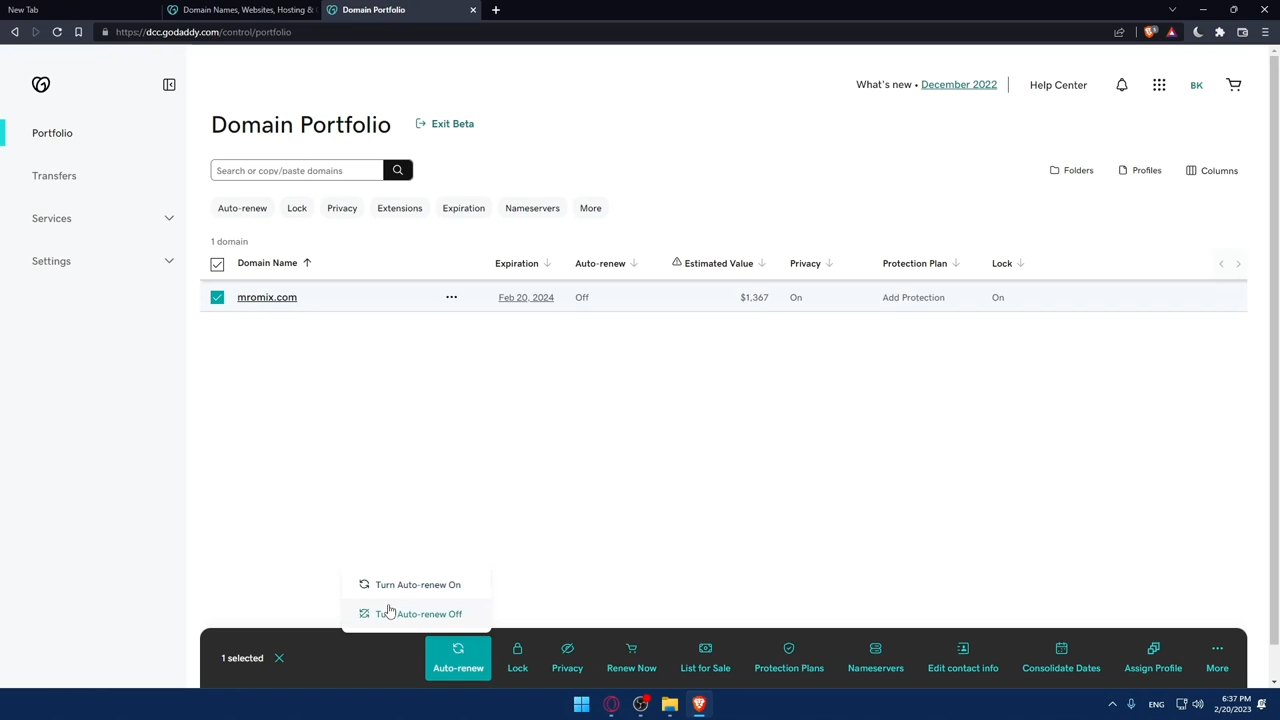 New Tab
Domain Names, Websites, Hosting &
Domain Portfolio
https://dcc.godaddy.com/control/portfolio
What's new • December 2022
Help Center
BK
Portfolio
Transfers
Services
Settings
Domain Portfolio
Exit Beta
Search or copy/paste domains
Folders
Profiles
Columns
Auto-renew
Lock
Privacy
Extensions
Expiration
Nameservers
More
1 domain
Domain Name
Expiration
Auto-renew
Estimated Value
Privacy
Protection Plan
Lock
mromix.com
Feb 20, 2024
Off
$1,367
On
Add Protection
On
Turn Auto-renew On
Turn Auto-renew Off
1 selected
Auto-renew
Lock
Privacy
Renew Now
List for Sale
Protection Plans
Nameservers
Edit contact info
Consolidate Dates
Assign Profile
More
ENG
6:37 PM
2/20/2023